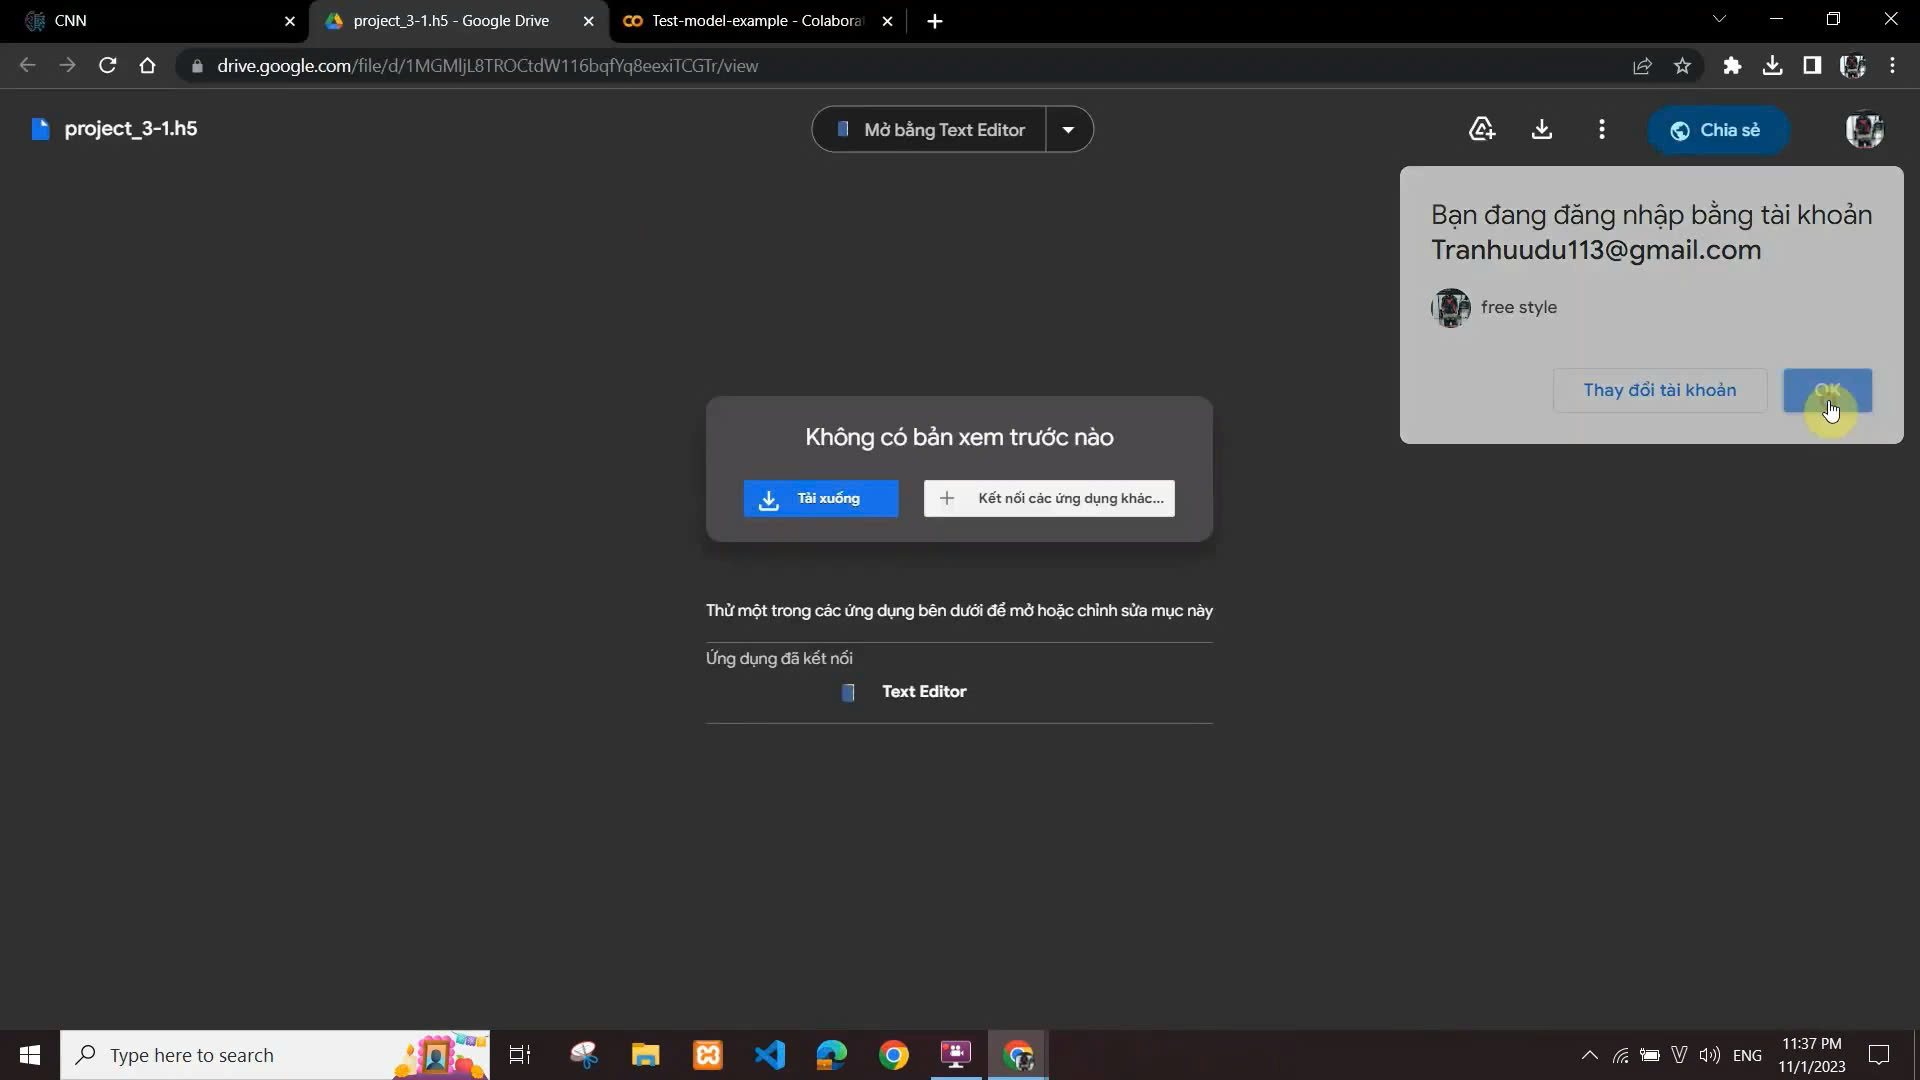 CNN
project_3-1.h5 - Google Drive
Test-model-example - Colabora
drive.google.com/file/d/1MGMljL8TROCtdW116bqfYq8eexiTCGTr/view
project_3-1.h5
Mở bằng Text Editor
Chia sẻ
Bạn đang đăng nhập bằng tài khoản
Tranhuudu113@gmail.com
free style
Thay đổi tài khoản
OK
Không có bản xem trước nào
Tải xuống
Kết nối các ứng dụng khác...
Thử một trong các ứng dụng bên dưới để mở hoặc chỉnh sửa mục này
Ứng dụng đã kết nối
Text Editor
Type here to search
ENG
11:37 PM
11/1/2023